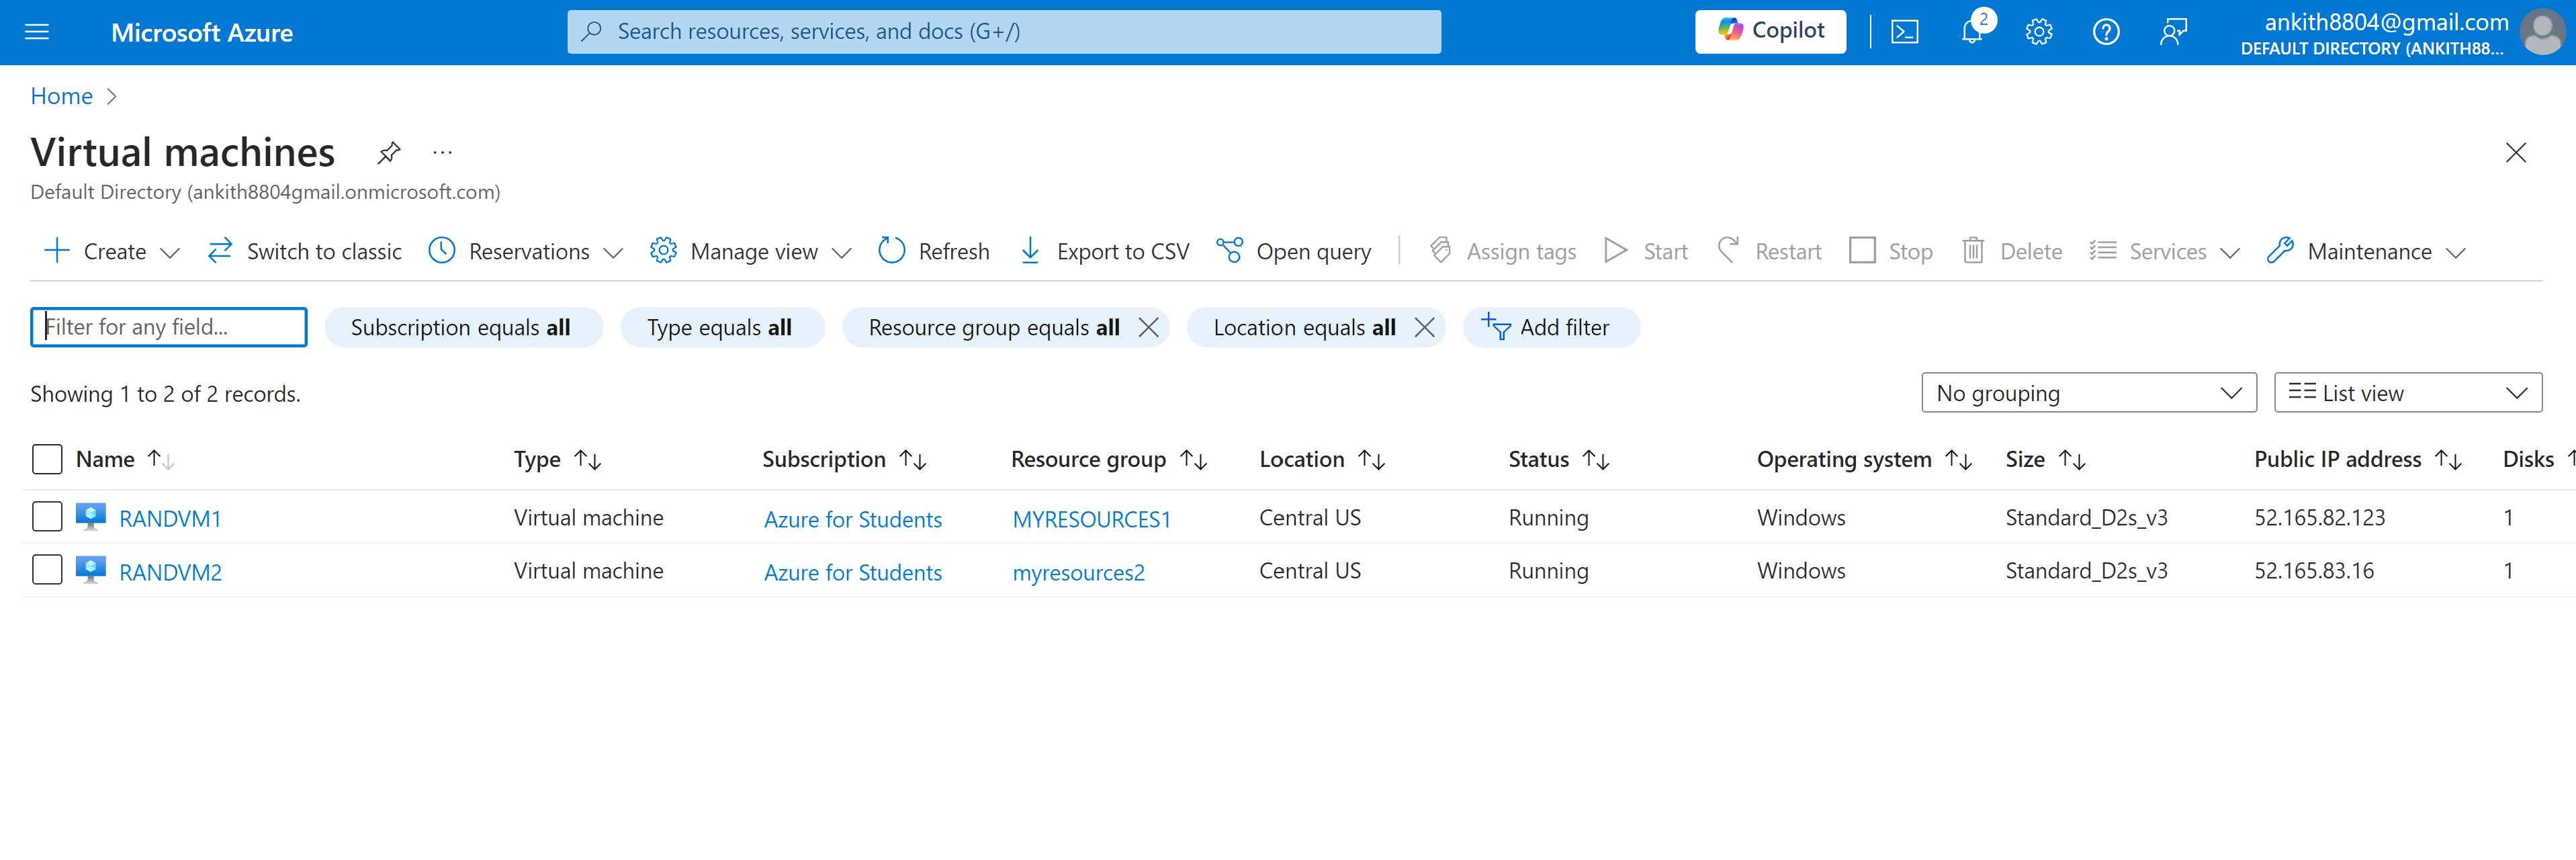 Microsoft Azure
Search resources, services, and docs (G+/)
Copilot
2
ankith8804@gmail.com
DEFAULT DIRECTORY (ANKITH88...
Home
Virtual machines
Default Directory (ankith8804gmail.onmicrosoft.com)
Create Switch to classic Reservations Manage view Refresh Export to CSV Open query Assign tags Start Restart Stop Delete Services Maintenance
Filter for any field... Subscription equals all Type equals all Resource group equals all Location equals all Add filter
Showing 1 to 2 of 2 records. No grouping List view
Name Type Subscription Resource group Location Status Operating system Size Public IP address Disks
RANDVM1 Virtual machine Azure for Students MYRESOURCES1 Central US Running Windows Standard_D2s_v3 52.165.82.123 1
RANDVM2 Virtual machine Azure for Students myresources2 Central US Running Windows Standard_D2s_v3 52.165.83.16 1